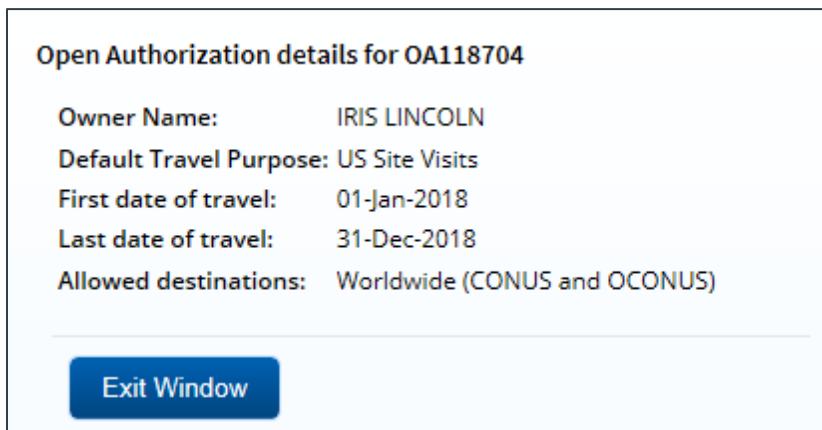 Open Authorization details for OA118704
Owner Name: IRIS LINCOLN
Default Travel Purpose: US Site Visits
First date of travel: 01-Jan-2018
Last date of travel: 31-Dec-2018
Allowed destinations: Worldwide (CONUS and OCONUS)
Exit Window